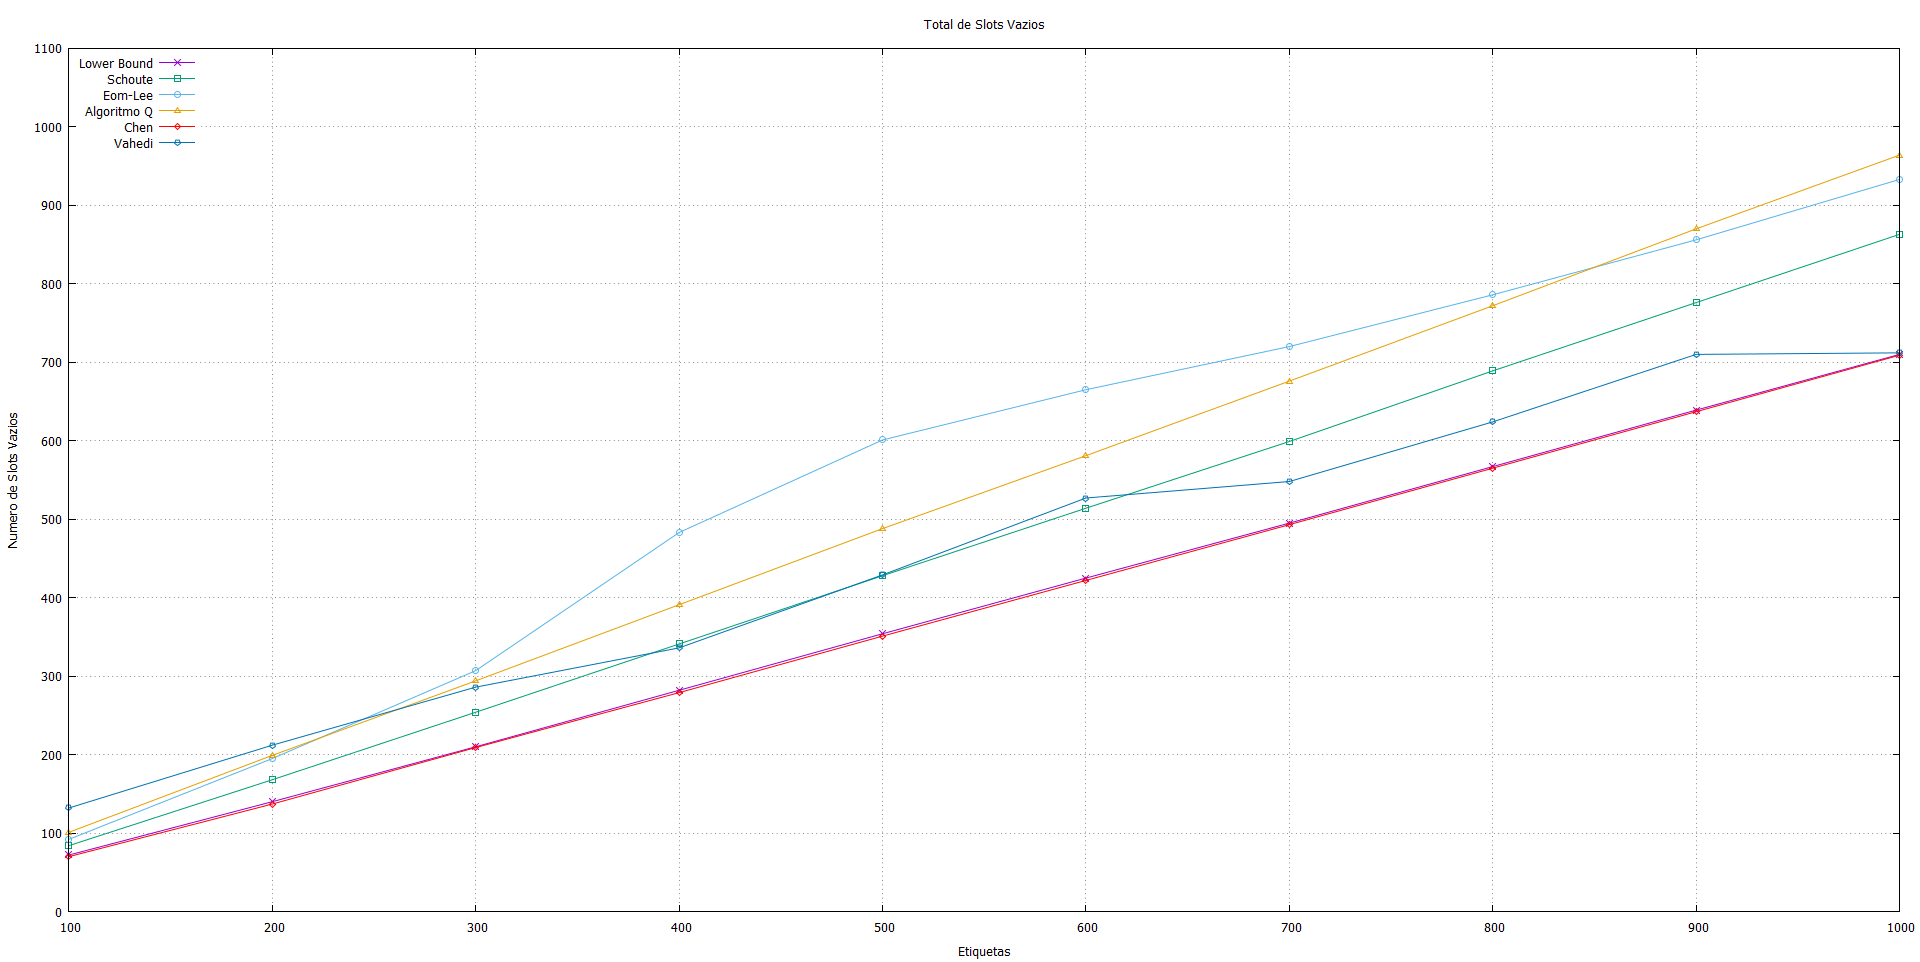 Total de Slots Vazios
1100
1000
900
800
700
600
500
400
300
200
100
0
Numero de Slots Vazios
Lower Bound
Schoute
Eom-Lee
Algoritmo Q
Chen
Vahedi
100 200 300 400 500 600 700 800 900 1000
Etiquetas